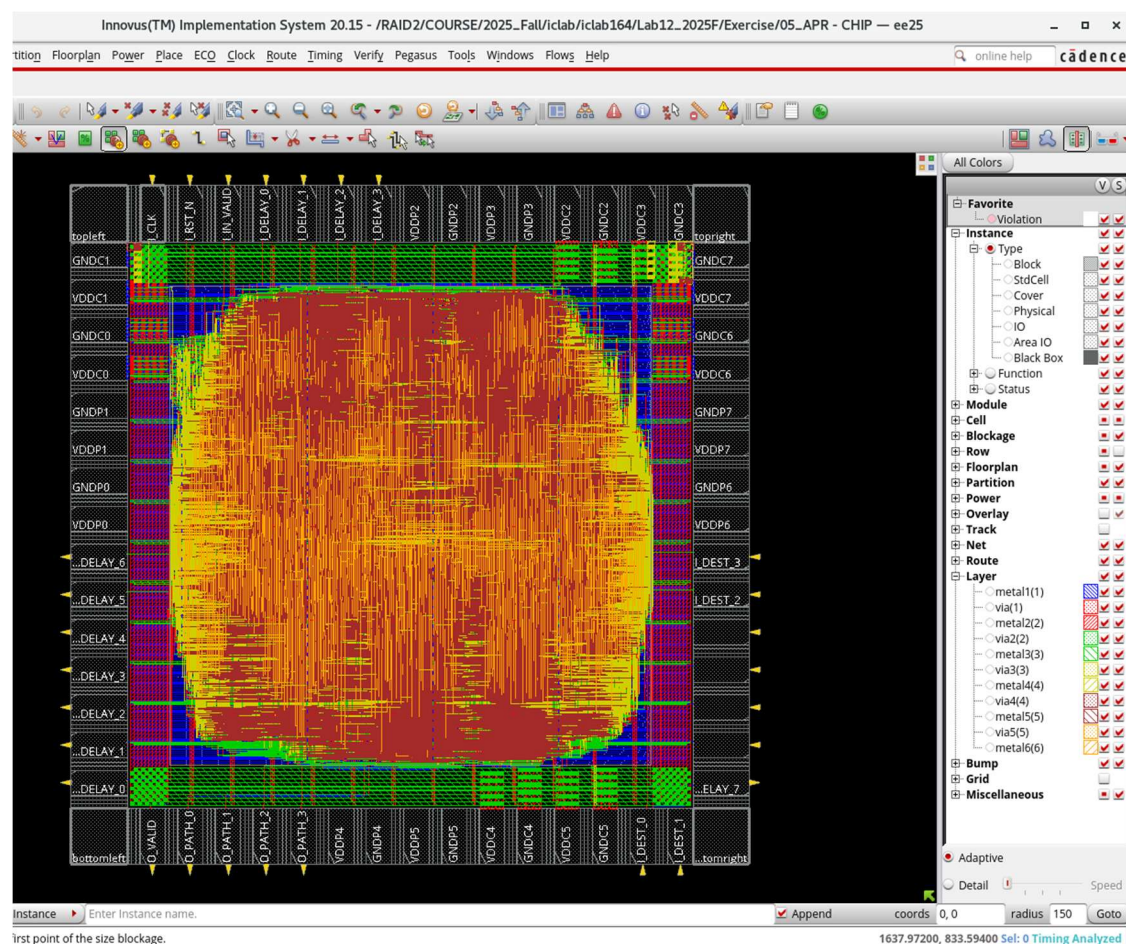 Innovus(TM) Implementation System 20.15 - /RAID2/COURSE/2025_Fall/iclab/iclab164/Lab12_2025F/Exercise/05_APR - CHIP — ee25
tition Floorplan Power Place ECO Clock Route Timing Verify Pegasus Tools Windows Flows Help
online help cādence
All Colors
V S
Favorite
Violation
Instance
Type
Block
StdCell
Cover
Physical
IO
Area IO
Black Box
Function
Status
Module
Cell
Blockage
Row
Floorplan
Partition
Power
Overlay
Track
Net
Route
Layer
metal1(1)
via(1)
metal2(2)
via2(2)
metal3(3)
via3(3)
metal4(4)
via4(4)
metal5(5)
via5(5)
metal6(6)
Bump
Grid
Miscellaneous
Adaptive
Detail Speed
topleft
I_CLK
I_RST_N
I_IN_VALID
I_DELAY_0
I_DELAY_1
I_DELAY_2
I_DELAY_3
VDDP2
GNDP2
VDDP3
GNDP3
VDDC2
GNDC2
VDDC3
GNDC3
topright
GNDC1
VDDC1
GNDC0
VDDC0
GNDP1
VDDP1
GNDP0
VDDP0
...DELAY_6
...DELAY_5
...DELAY_4
...DELAY_3
...DELAY_2
...DELAY_1
...DELAY_0
GNDC7
VDDC7
GNDC6
VDDC6
GNDP7
VDDP7
GNDP6
VDDP6
I_DEST_3
I_DEST_2
...ELAY_7
bottomleft
O_VALID
O_PATH_0
O_PATH_1
O_PATH_2
O_PATH_3
VDDP4
GNDP4
VDDP5
GNDP5
VDDC4
GNDC4
VDDC5
GNDC5
I_DEST_0
I_DEST_1
...tomright
Instance Enter Instance name. Append coords 0, 0 radius 150 Goto
first point of the size blockage. 1637.97200, 833.59400 Sel: 0 Timing Analyzed